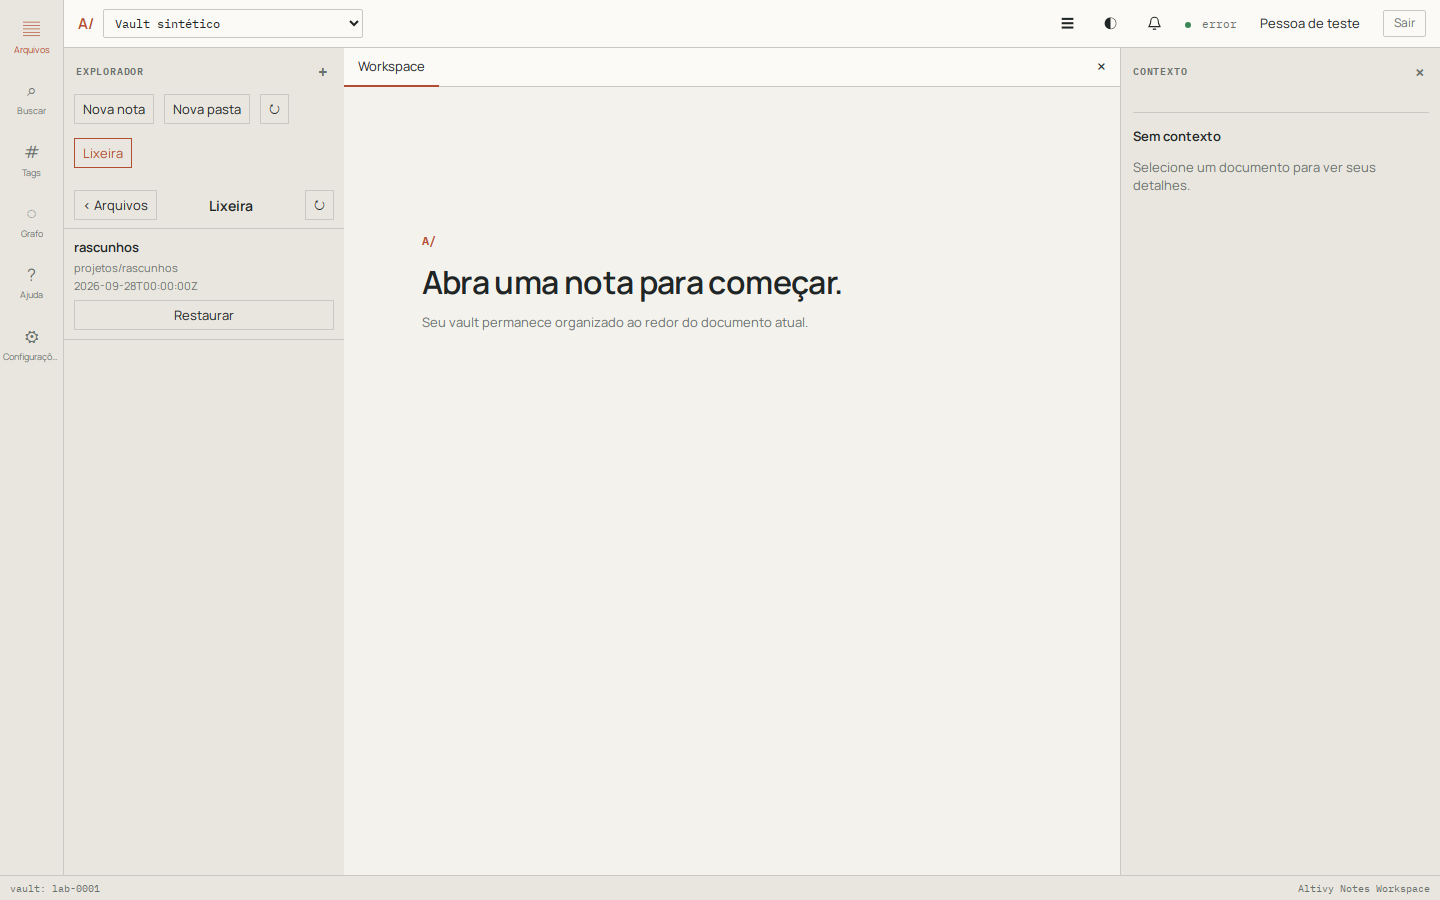 Arquivos
Buscar
#
Tags
Grafo
?
Ajuda
Configuraçõ…
A/
Vault sintético
error
Pessoa de teste
Sair
EXPLORADOR
+
Nova nota
Nova pasta
↻
Lixeira
‹ Arquivos
Lixeira
↻
rascunhos
projetos/rascunhos
2026-09-28T00:00:00Z
Restaurar
Workspace
×
A/
Abra uma nota para começar.
Seu vault permanece organizado ao redor do documento atual.
CONTEXTO
×
Sem contexto
Selecione um documento para ver seus
detalhes.
vault: lab-0001
Altivy Notes Workspace